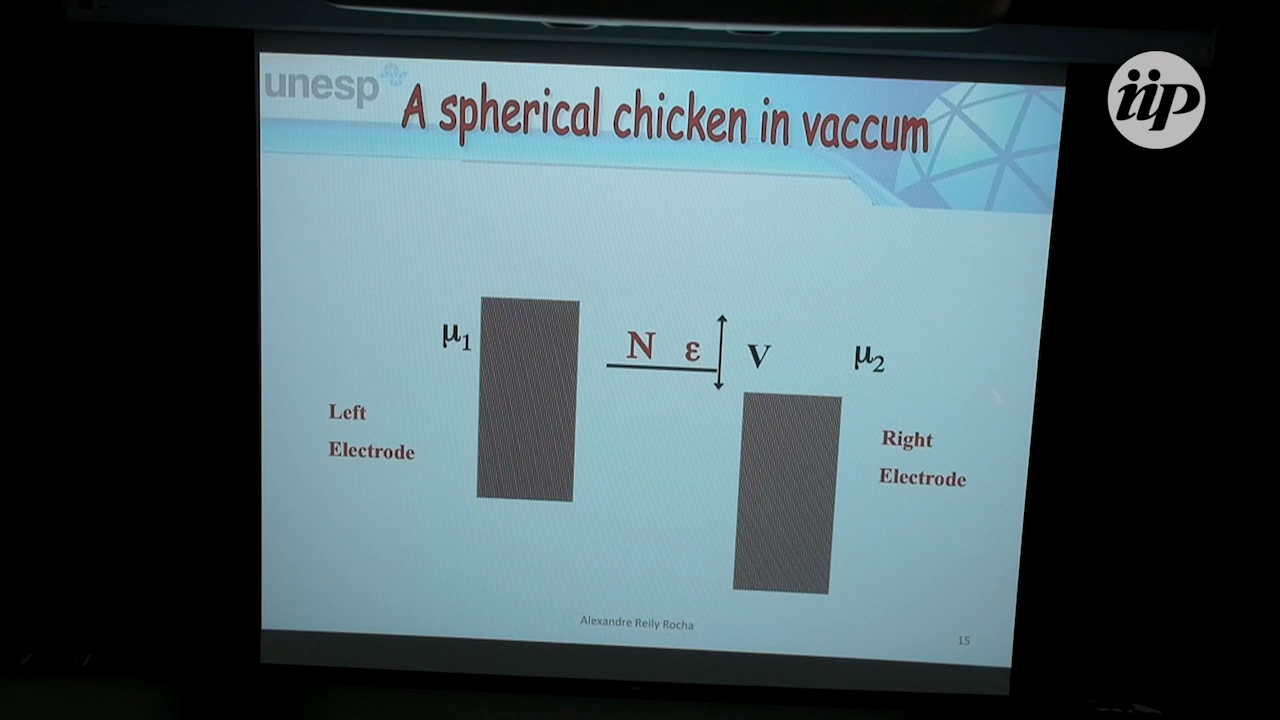 iip
unesp
A spherical chicken in vaccum
μ1
N ε
V
μ2
Left
Electrode
Right
Electrode
Alexandre Reily Rocha
15